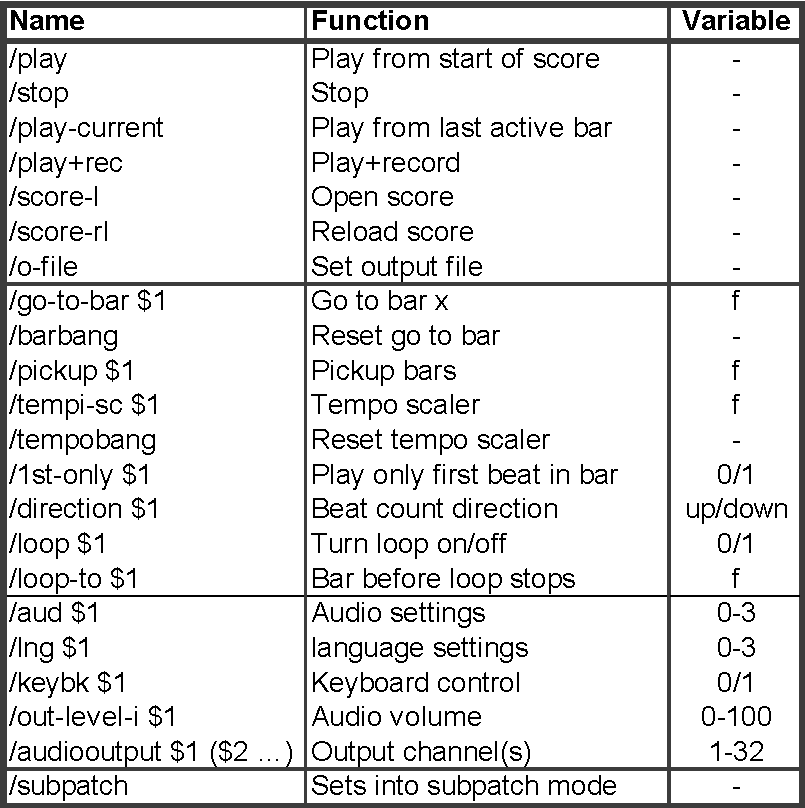 Name Function Variable
/play Play from start of score -
/stop Stop -
/play-current Play from last active bar -
/play+rec Play+record -
/score-l Open score -
/score-rl Reload score -
/o-file Set output file -
/go-to-bar $1 Go to bar x f
/barbang Reset go to bar -
/pickup $1 Pickup bars f
/tempi-sc $1 Tempo scaler f
/tempobang Reset tempo scaler -
/1st-only $1 Play only first beat in bar 0/1
/direction $1 Beat count direction up/down
/loop $1 Turn loop on/off 0/1
/loop-to $1 Bar before loop stops f
/aud $1 Audio settings 0-3
/lng $1 language settings 0-3
/keybk $1 Keyboard control 0/1
/out-level-i $1 Audio volume 0-100
/audiooutput $1 ($2 ...) Output channel(s) 1-32
/subpatch Sets into subpatch mode -